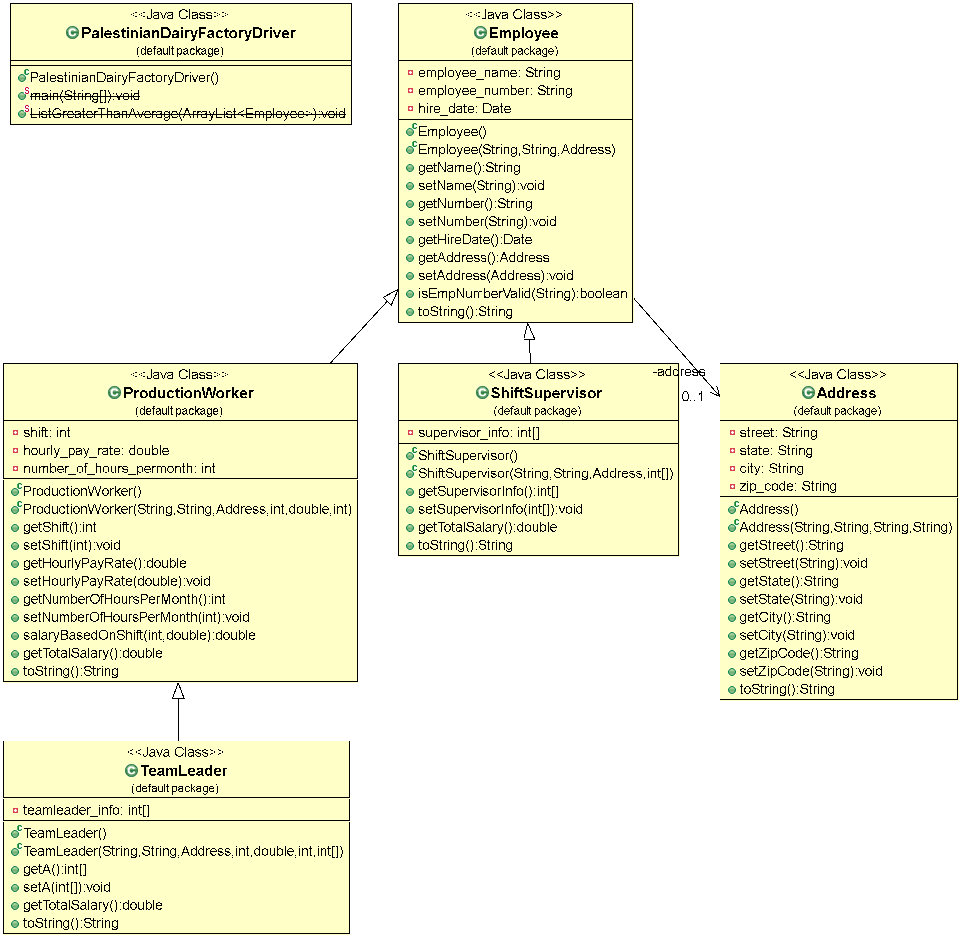 <<Java Class>>
PalestinianDairyFactoryDriver
(default package)
PalestinianDairyFactoryDriver()
main(String[]):void
ListGreaterThanAverage(ArrayList<Employee>):void
<<Java Class>>
Employee
(default package)
employee_name: String
employee_number: String
hire_date: Date
Employee()
Employee(String,String,Address)
getName():String
setName(String):void
getNumber():String
setNumber(String):void
getHireDate():Date
getAddress():Address
setAddress(Address):void
isEmpNumberValid(String):boolean
toString():String
<<Java Class>>
ProductionWorker
(default package)
shift: int
hourly_pay_rate: double
number_of_hours_permonth: int
ProductionWorker()
ProductionWorker(String,String,Address,int,double,int)
getShift():int
setShift(int):void
getHourlyPayRate():double
setHourlyPayRate(double):void
getNumberOfHoursPerMonth():int
setNumberOfHoursPerMonth(int):void
salaryBasedOnShift(int,double):double
getTotalSalary():double
toString():String
<<Java Class>>
ShiftSupervisor
(default package)
supervisor_info: int[]
ShiftSupervisor()
ShiftSupervisor(String,String,Address,int[])
getSupervisorInfo():int[]
setSupervisorInfo(int[]):void
getTotalSalary():double
toString():String
-address
0..1
<<Java Class>>
Address
(default package)
street: String
state: String
city: String
zip_code: String
Address()
Address(String,String,String,String)
getStreet():String
setStreet(String):void
getState():String
setState(String):void
getCity():String
setCity(String):void
getZipCode():String
setZipCode(String):void
toString():String
<<Java Class>>
TeamLeader
(default package)
teamleader_info: int[]
TeamLeader()
TeamLeader(String,String,Address,int,double,int,int[])
getA():int[]
setA(int[]):void
getTotalSalary():double
toString():String